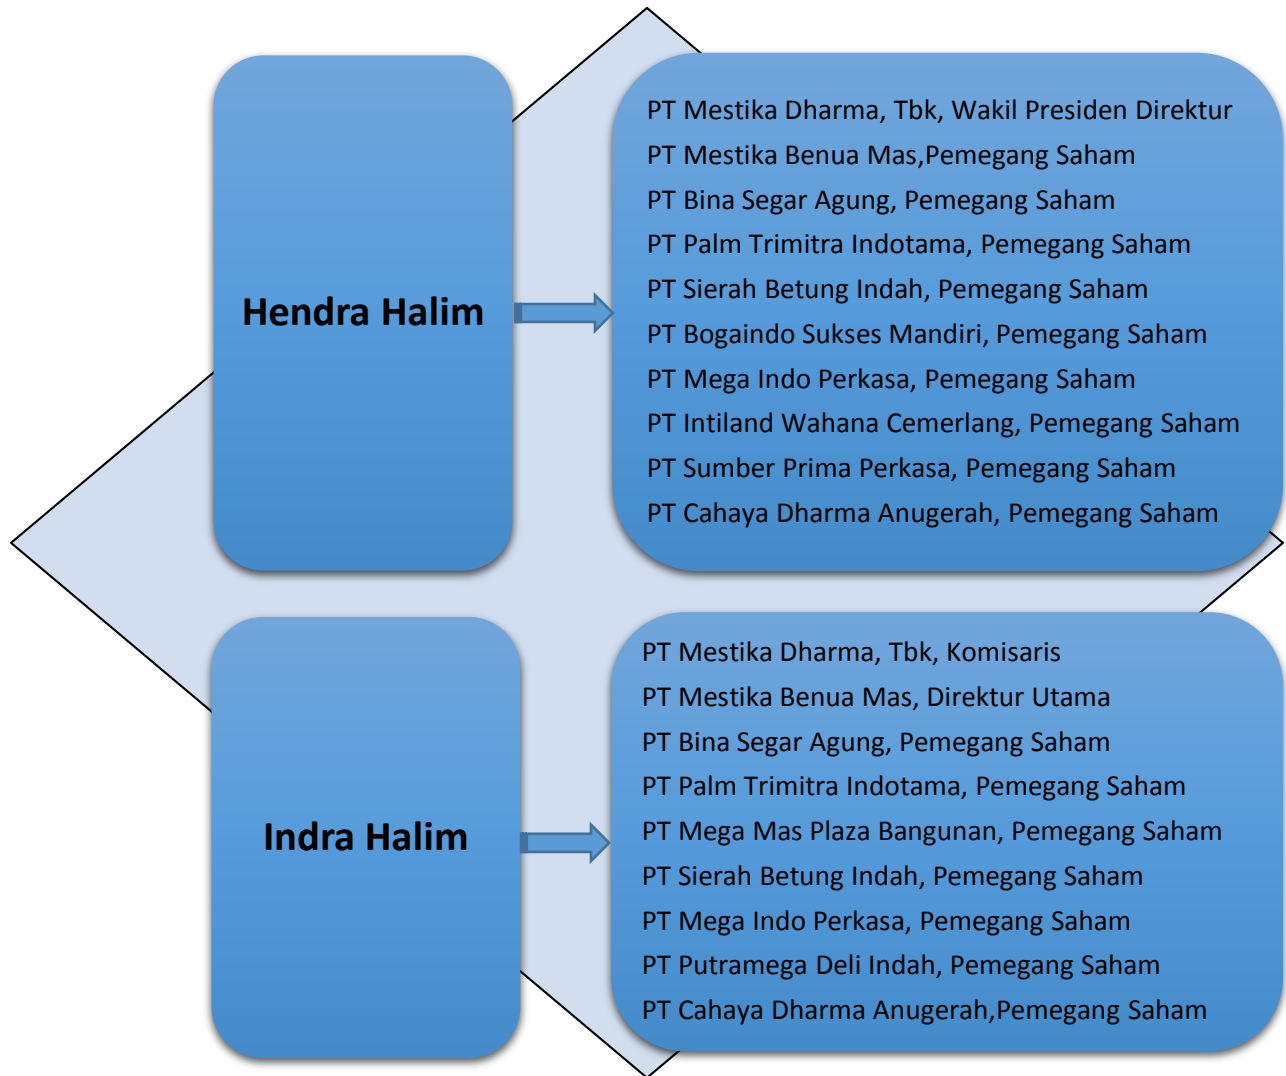 Hendra Halim
PT Mestika Dharma, Tbk, Wakil Presiden Direktur
PT Mestika Benua Mas,Pemegang Saham
PT Bina Segar Agung, Pemegang Saham
PT Palm Trimitra Indotama, Pemegang Saham
PT Sierah Betung Indah, Pemegang Saham
PT Bogaindo Sukses Mandiri, Pemegang Saham
PT Mega Indo Perkasa, Pemegang Saham
PT Intiland Wahana Cemerlang, Pemegang Saham
PT Sumber Prima Perkasa, Pemegang Saham
PT Cahaya Dharma Anugerah, Pemegang Saham
Indra Halim
PT Mestika Dharma, Tbk, Komisaris
PT Mestika Benua Mas, Direktur Utama
PT Bina Segar Agung, Pemegang Saham
PT Palm Trimitra Indotama, Pemegang Saham
PT Mega Mas Plaza Bangunan, Pemegang Saham
PT Sierah Betung Indah, Pemegang Saham
PT Mega Indo Perkasa, Pemegang Saham
PT Putramega Deli Indah, Pemegang Saham
PT Cahaya Dharma Anugerah,Pemegang Saham